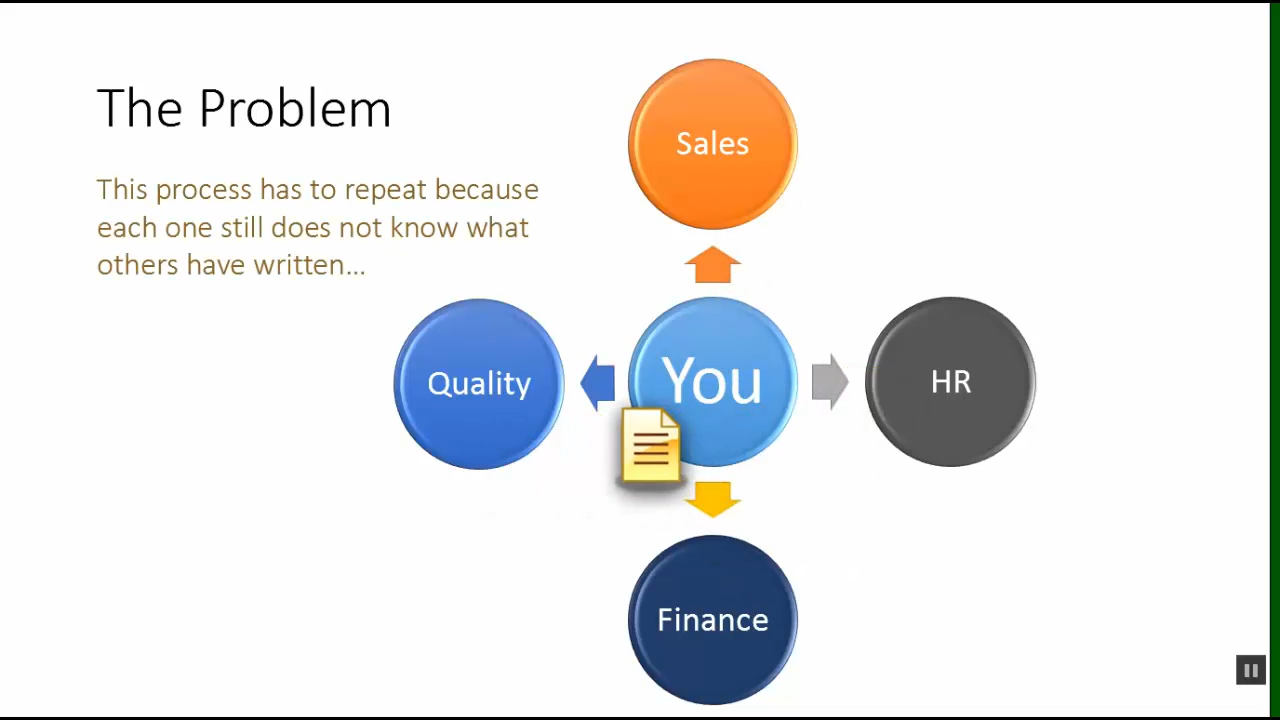 The Problem
This process has to repeat because
each one still does not know what
others have written...
Sales
Quality
You
HR
Finance